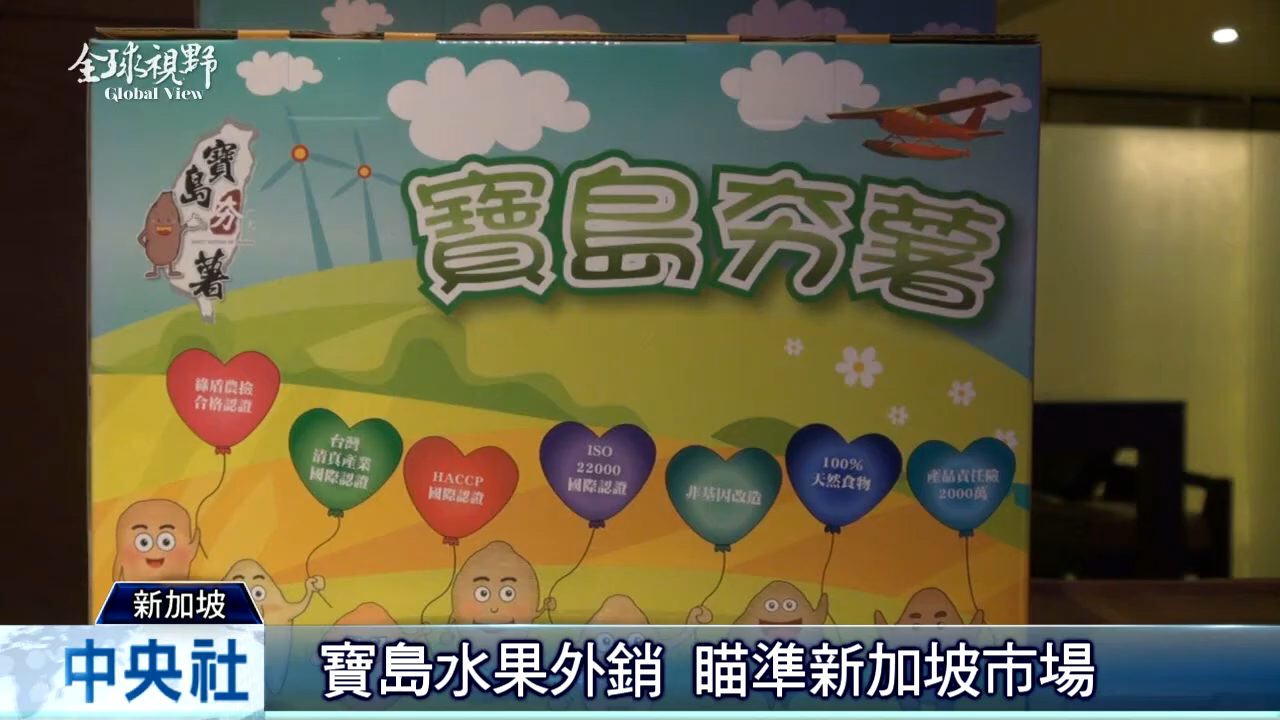 全球視野
Global View
寶島夯薯
寶島夯薯
綠盾農檢
合格認證
台灣
清真產業
國際認證
HACCP
國際認證
ISO
22000
國際認證
非基因改造
100%
天然食物
產品責任險
2000萬
新加坡
中央社
寶島水果外銷 瞄準新加坡市場